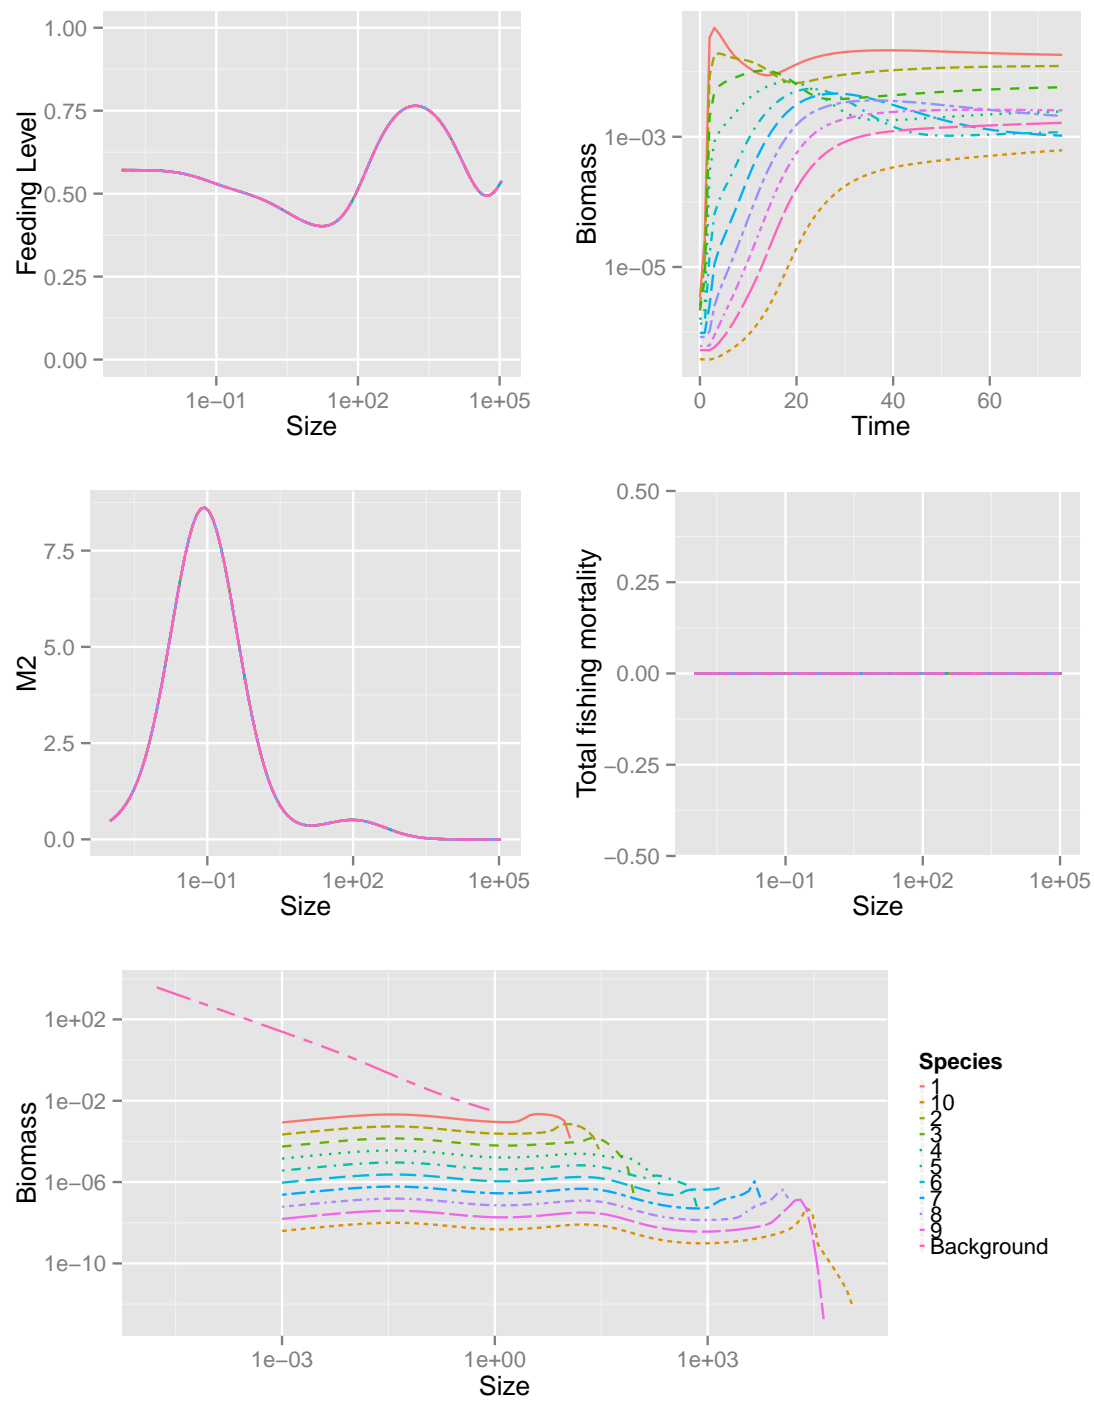 1.00
0.75
0.50
0.25
0.00
Feeding Level
1e−01
1e+02
1e+05
Size
1e−03
1e−05
Biomass
0
20
40
60
Time
7.5
5.0
2.5
0.0
M2
1e−01
1e+02
1e+05
Size
0.50
0.25
0.00
−0.25
−0.50
Total fishing mortality
1e−01
1e+02
1e+05
Size
1e+02
1e−02
1e−06
1e−10
Biomass
1e−03
1e+00
1e+03
Size
Species
1
10
2
3
4
5
6
7
8
9
Background